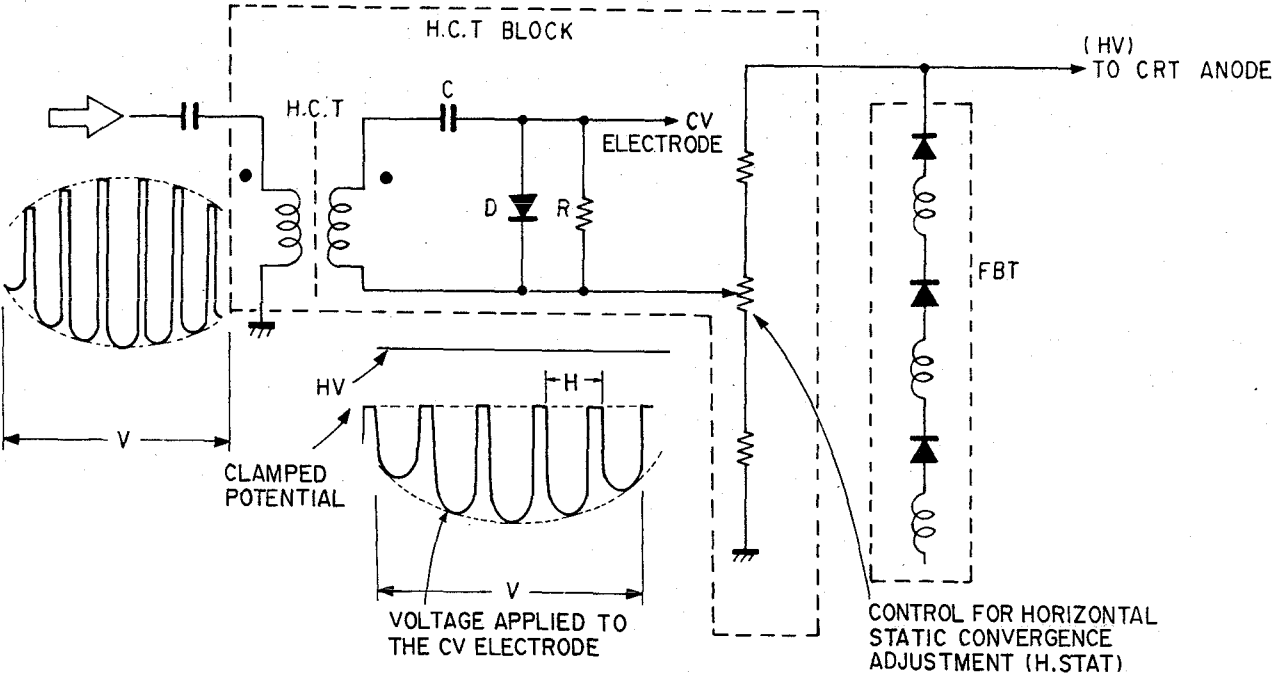 H.C.T BLOCK
(HV)
TO CRT ANODE
C
H.C.T
CV
ELECTRODE
D
R
FBT
HV
H
V
CLAMPED
POTENTIAL
V
VOLTAGE APPLIED TO
THE CV ELECTRODE
CONTROL FOR HORIZONTAL
STATIC CONVERGENCE
ADJUSTMENT (H.STAT)